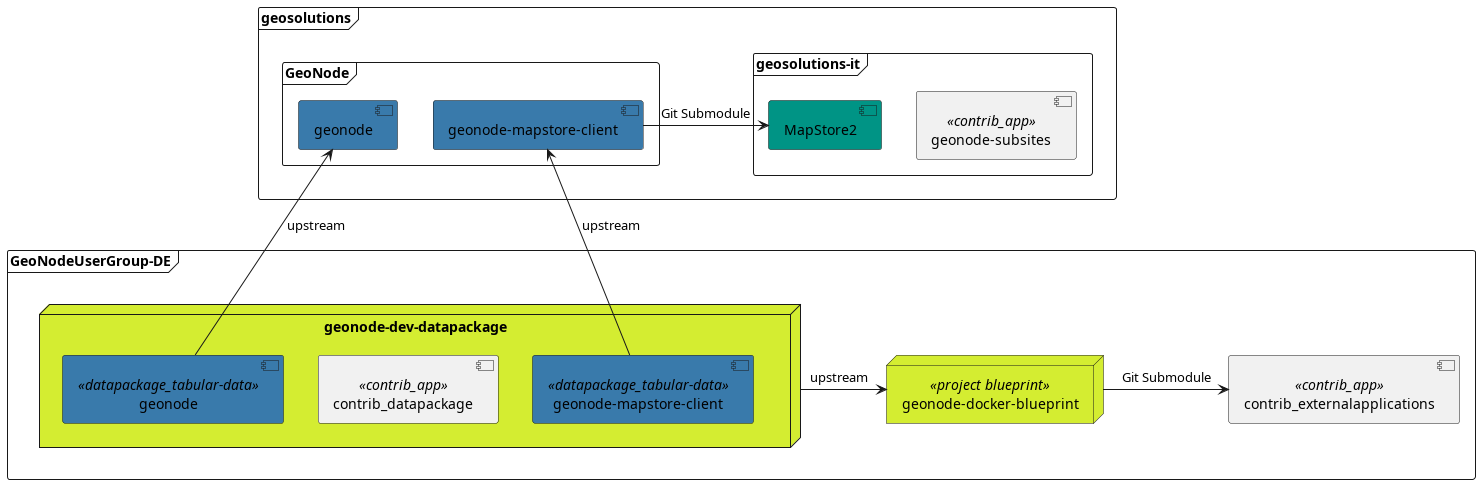 geosolutions
GeoNode
geosolutions-it
geonode
geonode-mapstore-client
Git Submodule
MapStore2
«contrib_app»
geonode-subsites
upstream
upstream
GeoNodeUserGroup-DE
geonode-dev-datapackage
«datapackage_tabular-data»
geonode
«contrib_app»
contrib_datapackage
«datapackage_tabular-data»
geonode-mapstore-client
upstream
«project blueprint»
geonode-docker-blueprint
Git Submodule
«contrib_app»
contrib_externalapplications